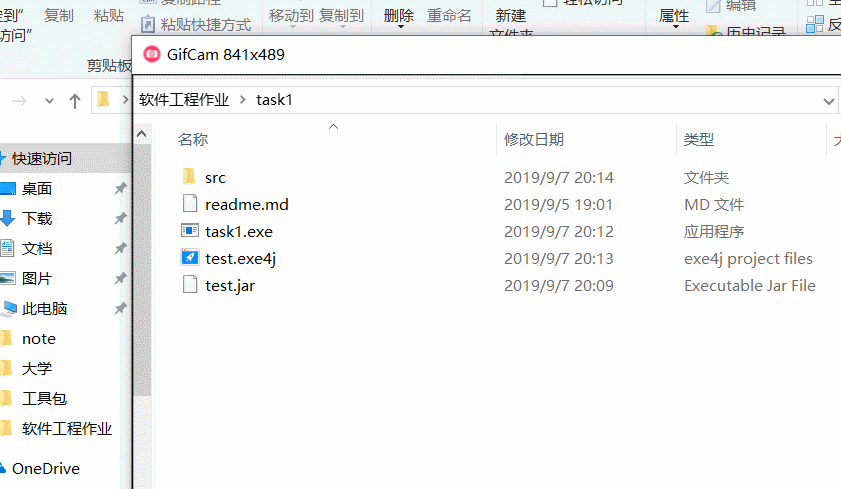 复制 粘贴
粘贴快捷方式
移动到 复制到 删除 重命名
新建
属性
编辑
历史记录
剪贴板
GifCam 841x489
软件工程作业 task1
名称 修改日期 类型
快速访问
src 2019/9/7 20:14 文件夹
桌面
readme.md 2019/9/5 19:01 MD 文件
下载
task1.exe 2019/9/7 20:12 应用程序
文档
test.exe4j 2019/9/7 20:13 exe4j project files
图片
test.jar 2019/9/7 20:09 Executable Jar File
此电脑
note
大学
工具包
软件工程作业
OneDrive